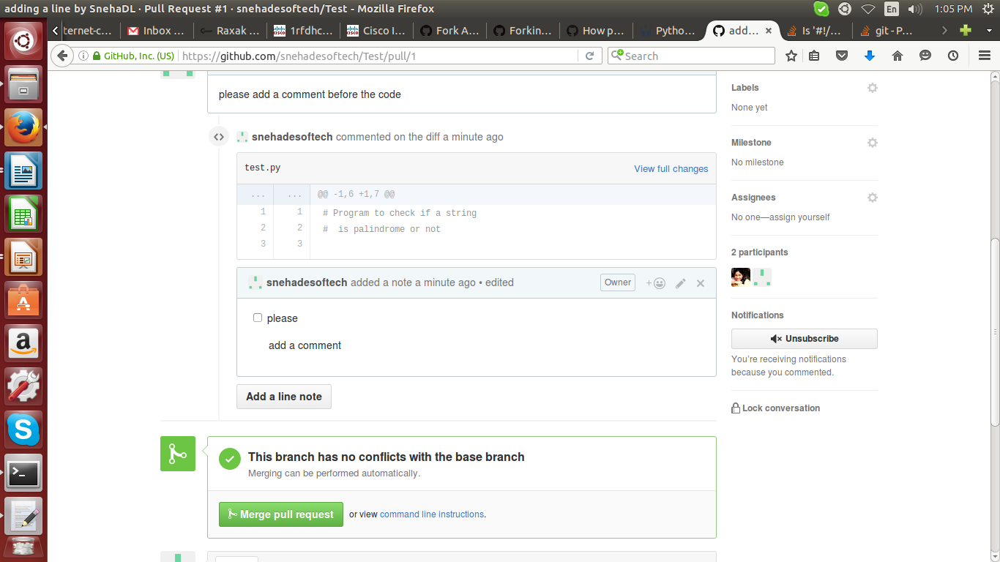 adding a line by SnehaDL · Pull Request #1 · snehadesoftech/Test - Mozilla Firefox
En
1:05 PM
ternet-c...
Inbox ...
Raxak ...
1rfdhc...
Cisco I...
Fork A...
Forkin...
How p...
Pytho...
add...
Is '#!/...
git - P...
GitHub, Inc. (US)
https://github.com/snehadesoftech/Test/pull/1
Search
please add a comment before the code
snehadesoftech commented on the diff a minute ago
test.py
View full changes
... ... @@ -1,6 +1,7 @@
1 1 # Program to check if a string
2 2 #  is palindrome or not
3 3
snehadesoftech added a note a minute ago • edited
Owner
+
please
add a comment
Add a line note
This branch has no conflicts with the base branch
Merging can be performed automatically.
Merge pull request
or view command line instructions.
Labels
None yet
Milestone
No milestone
Assignees
No one—assign yourself
2 participants
Notifications
Unsubscribe
You're receiving notifications
because you commented.
Lock conversation